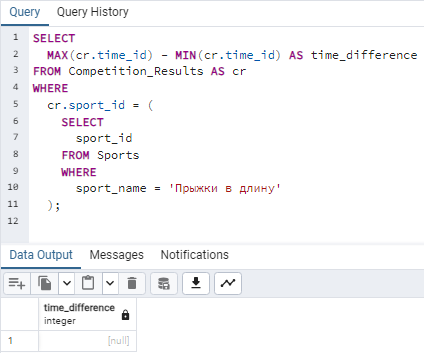 Query Query History
1 SELECT
2 MAX(cr.time_id) - MIN(cr.time_id) AS time_difference
3 FROM Competition_Results AS cr
4 WHERE
5 cr.sport_id = (
6 SELECT
7 sport_id
8 FROM Sports
9 WHERE
10 sport_name = 'Прыжки в длину'
11 );
12
Data Output Messages Notifications
time_difference
integer
1 [null]